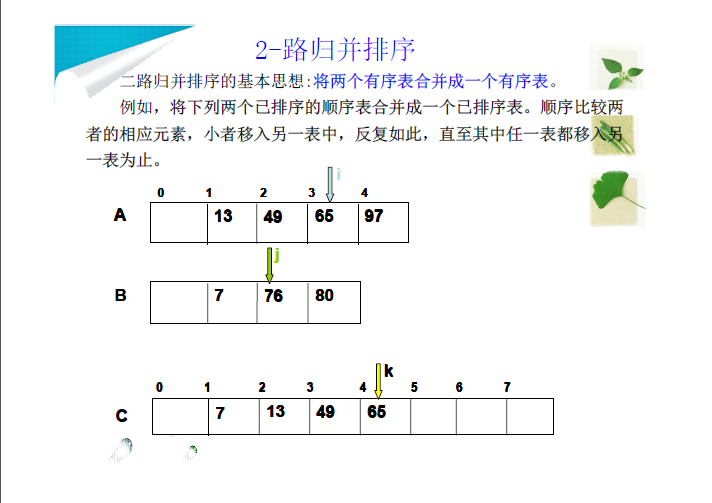 2-路归并排序
二路归并排序的基本思想:将两个有序表合并成一个有序表。
例如，将下列两个已排序的顺序表合并成一个已排序表。顺序比较两
者的相应元素，小者移入另一表中，反复如此，直至其中任一表都移入另
一表为止。
i
0 1 2 3 4
A 13 49 65 97
j
B 7 76 80
k
0 1 2 3 4 5 6 7
C 7 13 49 65